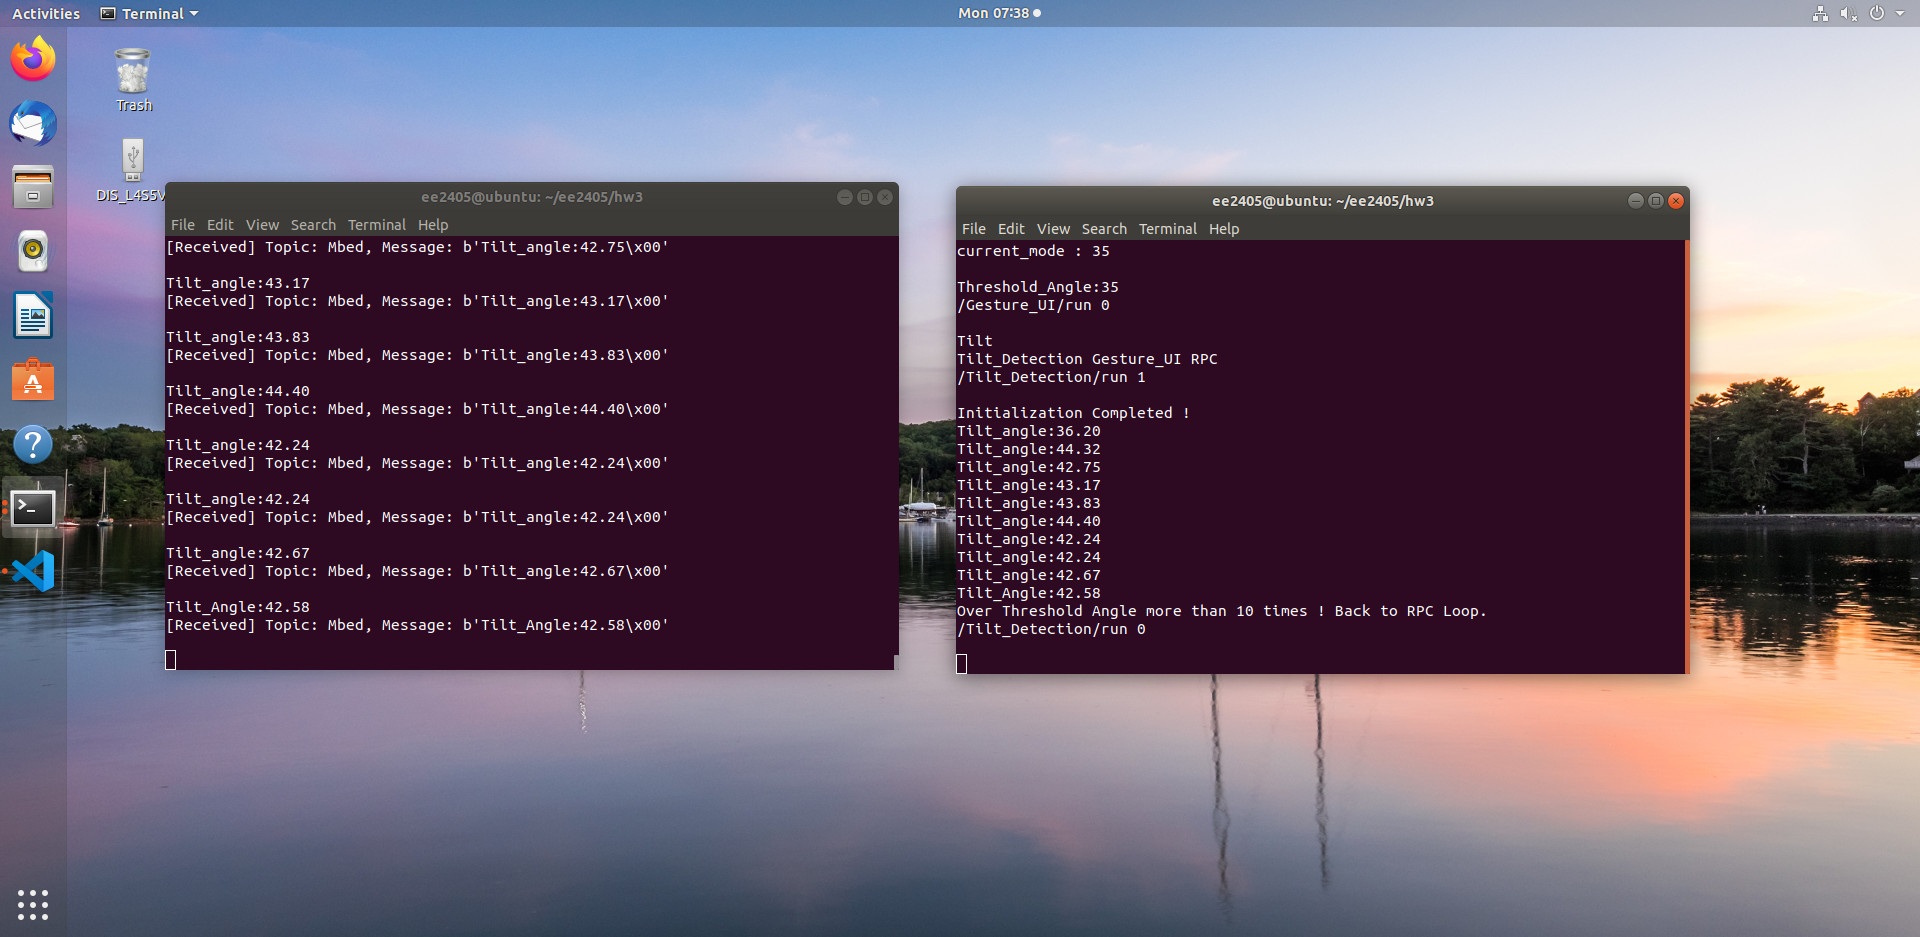 Activities
Terminal
Mon 07:38
Trash
DIS_L4S5V
ee2405@ubuntu: ~/ee2405/hw3
File Edit View Search Terminal Help
[Received] Topic: Mbed, Message: b'Tilt_angle:42.75\x00'
Tilt_angle:43.17
[Received] Topic: Mbed, Message: b'Tilt_angle:43.17\x00'
Tilt_angle:43.83
[Received] Topic: Mbed, Message: b'Tilt_angle:43.83\x00'
Tilt_angle:44.40
[Received] Topic: Mbed, Message: b'Tilt_angle:44.40\x00'
Tilt_angle:42.24
[Received] Topic: Mbed, Message: b'Tilt_angle:42.24\x00'
Tilt_angle:42.24
[Received] Topic: Mbed, Message: b'Tilt_angle:42.24\x00'
Tilt_angle:42.67
[Received] Topic: Mbed, Message: b'Tilt_angle:42.67\x00'
Tilt_Angle:42.58
[Received] Topic: Mbed, Message: b'Tilt_Angle:42.58\x00'
ee2405@ubuntu: ~/ee2405/hw3
File Edit View Search Terminal Help
current_mode : 35
Threshold_Angle:35
/Gesture_UI/run 0
Tilt
Tilt_Detection Gesture_UI RPC
/Tilt_Detection/run 1
Initialization Completed !
Tilt_angle:36.20
Tilt_angle:44.32
Tilt_angle:42.75
Tilt_angle:43.17
Tilt_angle:43.83
Tilt_angle:44.40
Tilt_angle:42.24
Tilt_angle:42.24
Tilt_angle:42.67
Tilt_Angle:42.58
Over Threshold Angle more than 10 times ! Back to RPC Loop.
/Tilt_Detection/run 0